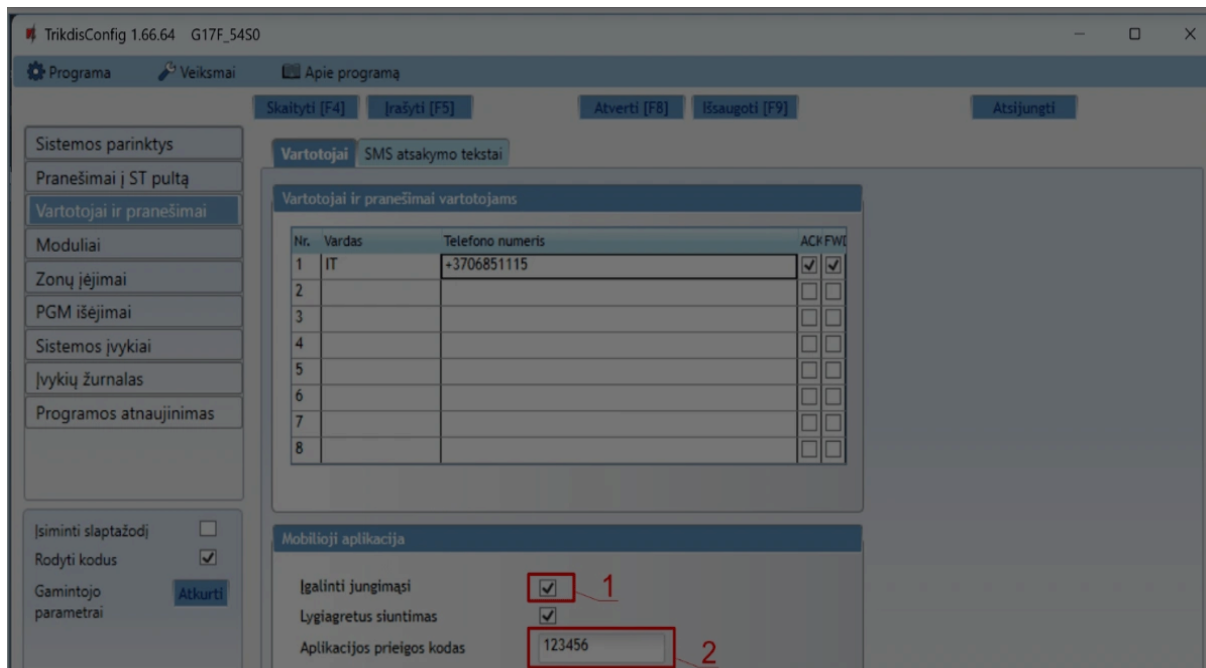 TrikdisConfig 1.66.64 G17F_54S0
Programa Veiksmai Apie programą
Skaityti [F4] Įrašyti [F5] Atverti [F8] Išsaugoti [F9] Atsijungti
Sistemos parinktys
Pranešimai į ST pultą
Vartotojai ir pranešimai
Moduliai
Zonų įėjimai
PGM išėjimai
Sistemos įvykiai
Įvykių žurnalas
Programos atnaujinimas
Įsiminti slaptažodį
Rodyti kodus
Gamintojo
parametrai
Atkurti
Vartotojai SMS atsakymo tekstai
Vartotojai ir pranešimai vartotojams
Nr. Vardas Telefono numeris ACK FWD
1 IT +3706851115
2
3
4
5
6
7
8
Mobilioji aplikacija
Įgalinti jungimąsi 1
Lygiagretus siuntimas
Aplikacijos prieigos kodas 123456 2